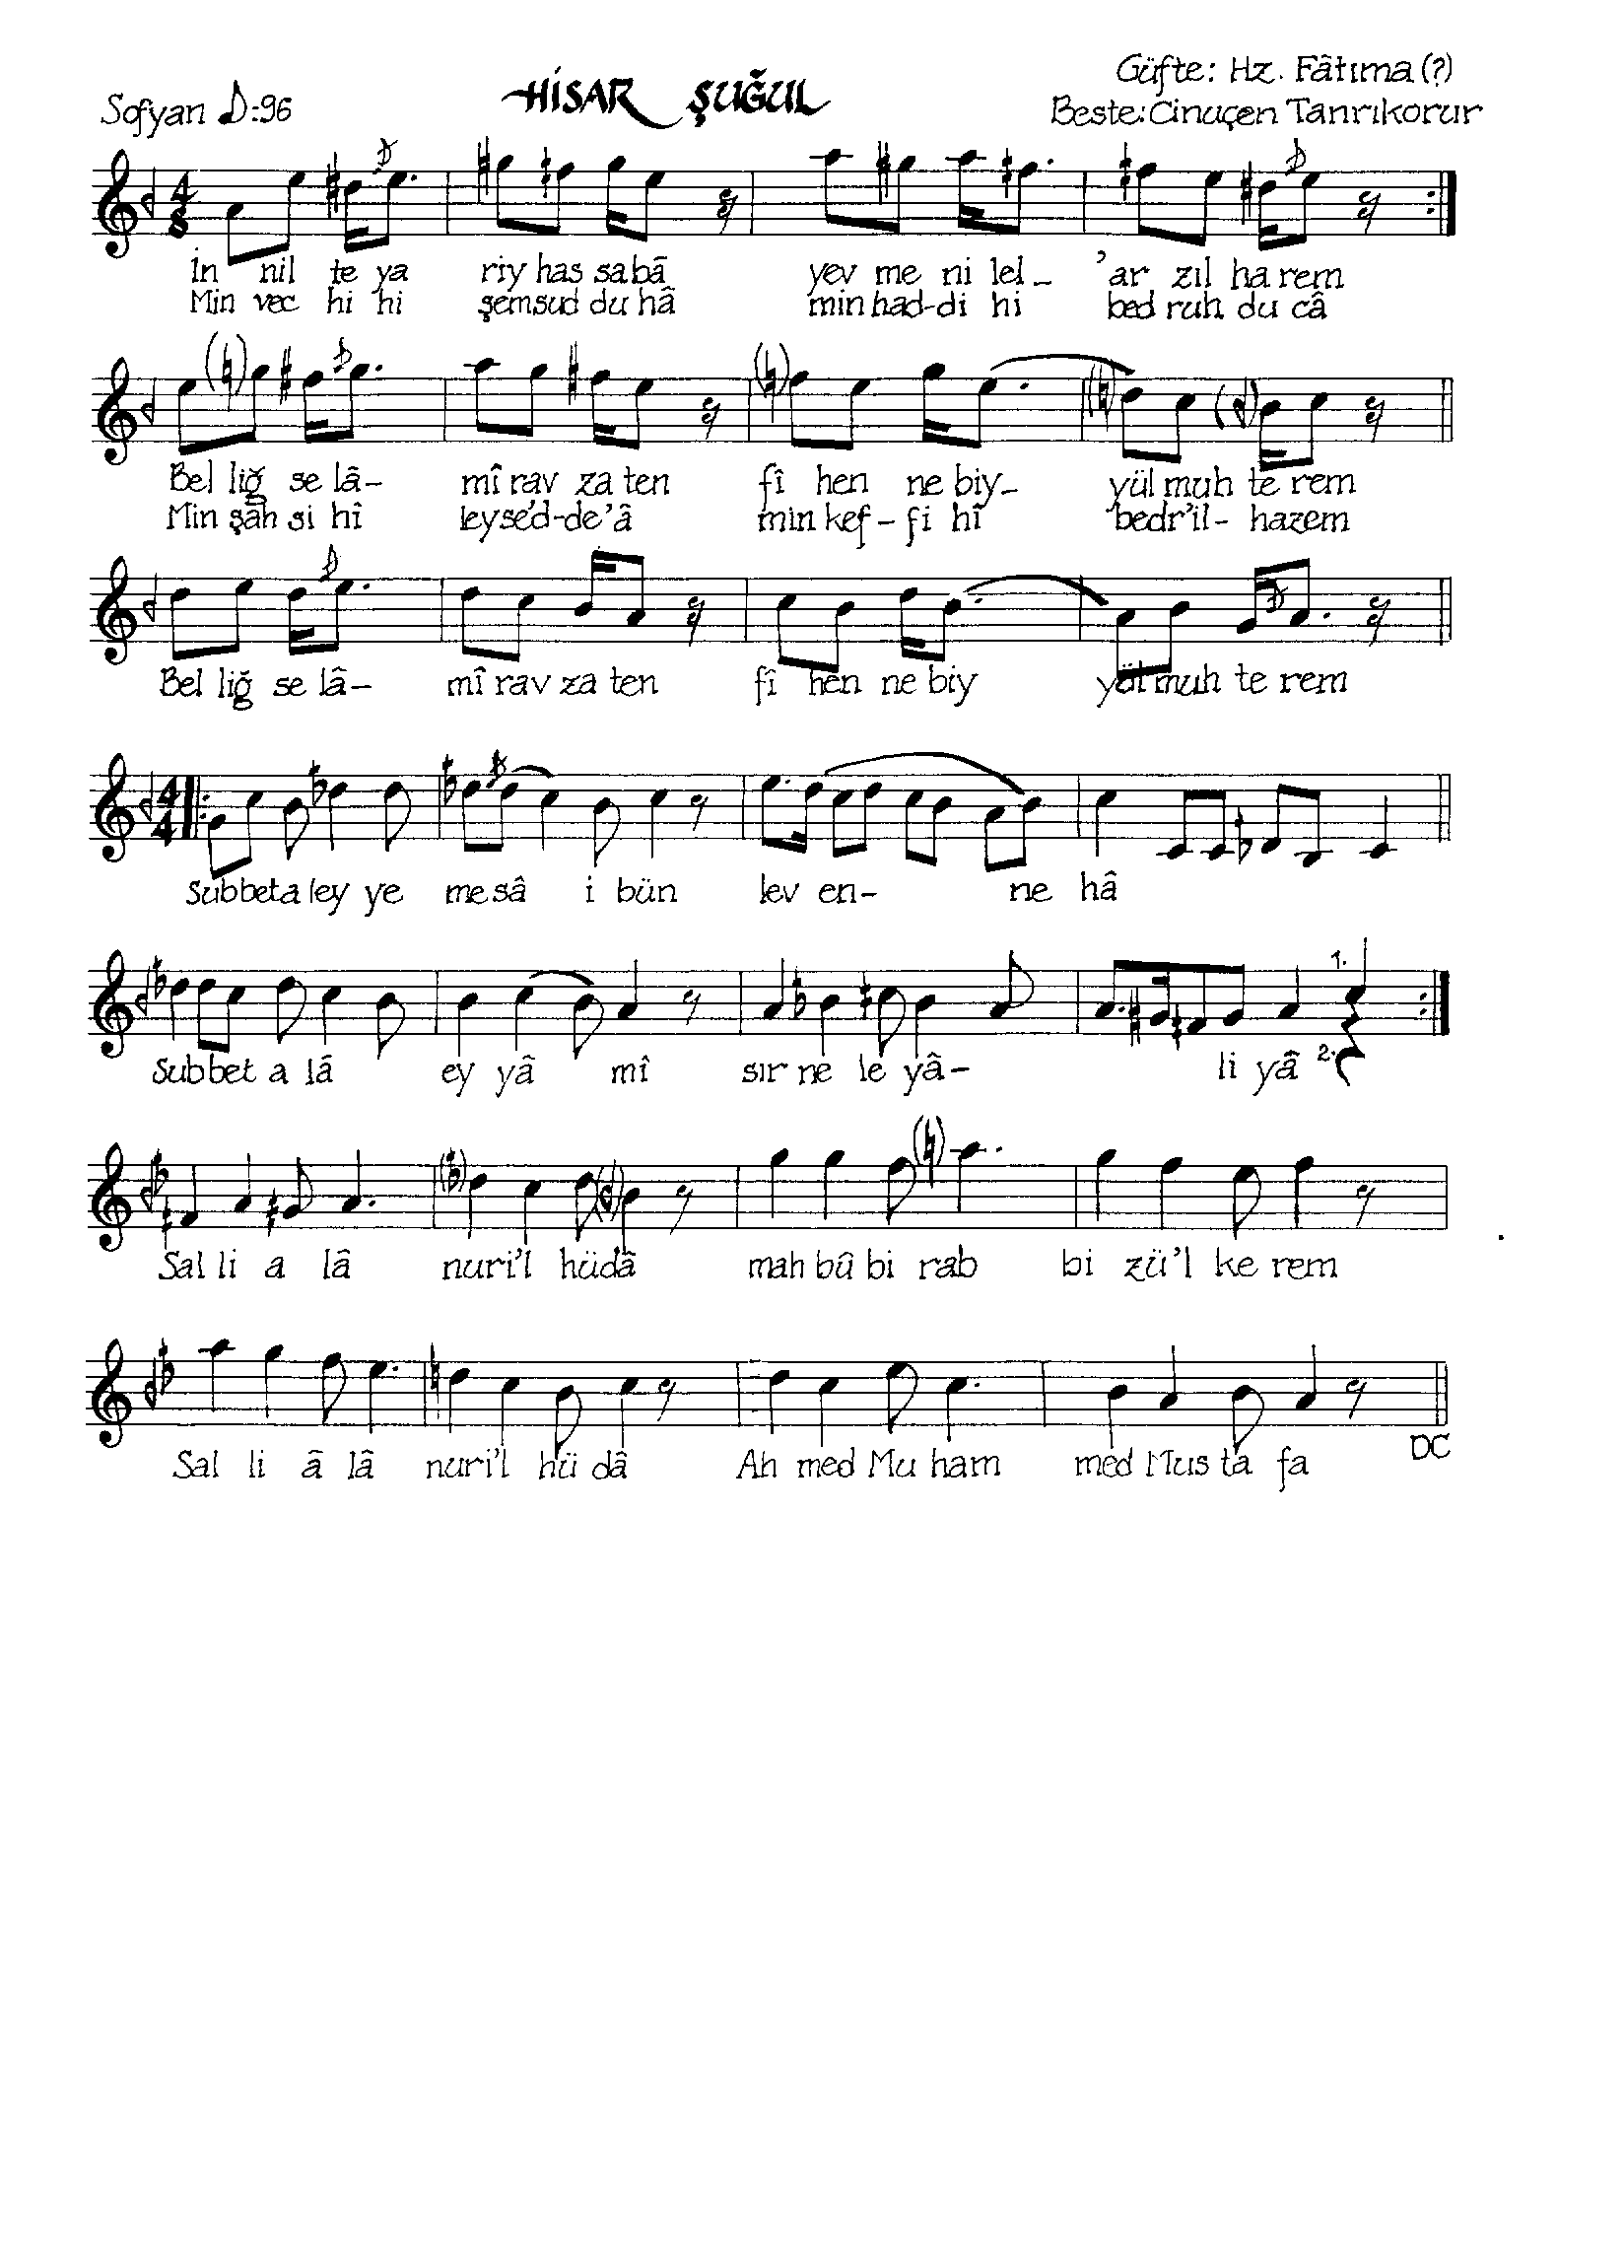 Güfte: Hz. Fâtıma (?)
Sofyan ♪:96 HİSAR ŞUĞUL Beste: Cinuçen Tanrıkorur
4/8
İn nil te ya riy has sabâ yev me ni lel- 'ar zıl ha rem
Min vec hi hi şemsud du hâ min had-di hi bed ruh du câ
Bel liğ se lâ- mî rav za ten fî hen ne biy- yül muh te rem
Min şâh si hî leyse'd-de'â min kef-fi hî bedr'il- hazem
Bel liğ se lâ- mî rav za ten fî hen ne biy yül muh te rem
4/4
Subbeta ley ye mesâ i bün lev en- ne hâ
1.
Subbet a lâ ey yâ mî sır ne le yâ- li yâ 2.
Sal li a lâ nuri'l hüdâ mah bû bi rab bi zü'l ke rem
DC
Sal li â lâ nuri'l hü dâ Ah med Mu ham med Mus ta fa